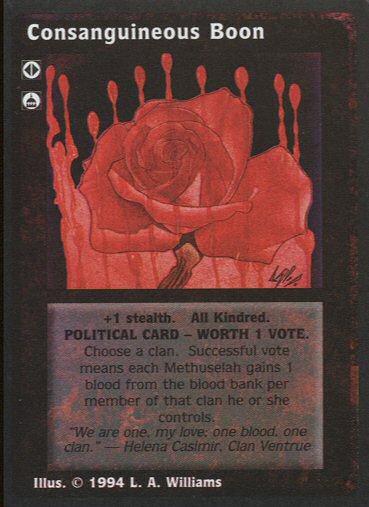 Consanguineous Boon
+1 stealth. All Kindred.
POLITICAL CARD – WORTH 1 VOTE.
Choose a clan. Successful vote
means each Methuselah gains 1
blood from the blood bank per
member of that clan he or she
controls.
"We are one, my love; one blood, one
clan." — Helena Casimir, Clan Ventrue
Illus. © 1994 L. A. Williams